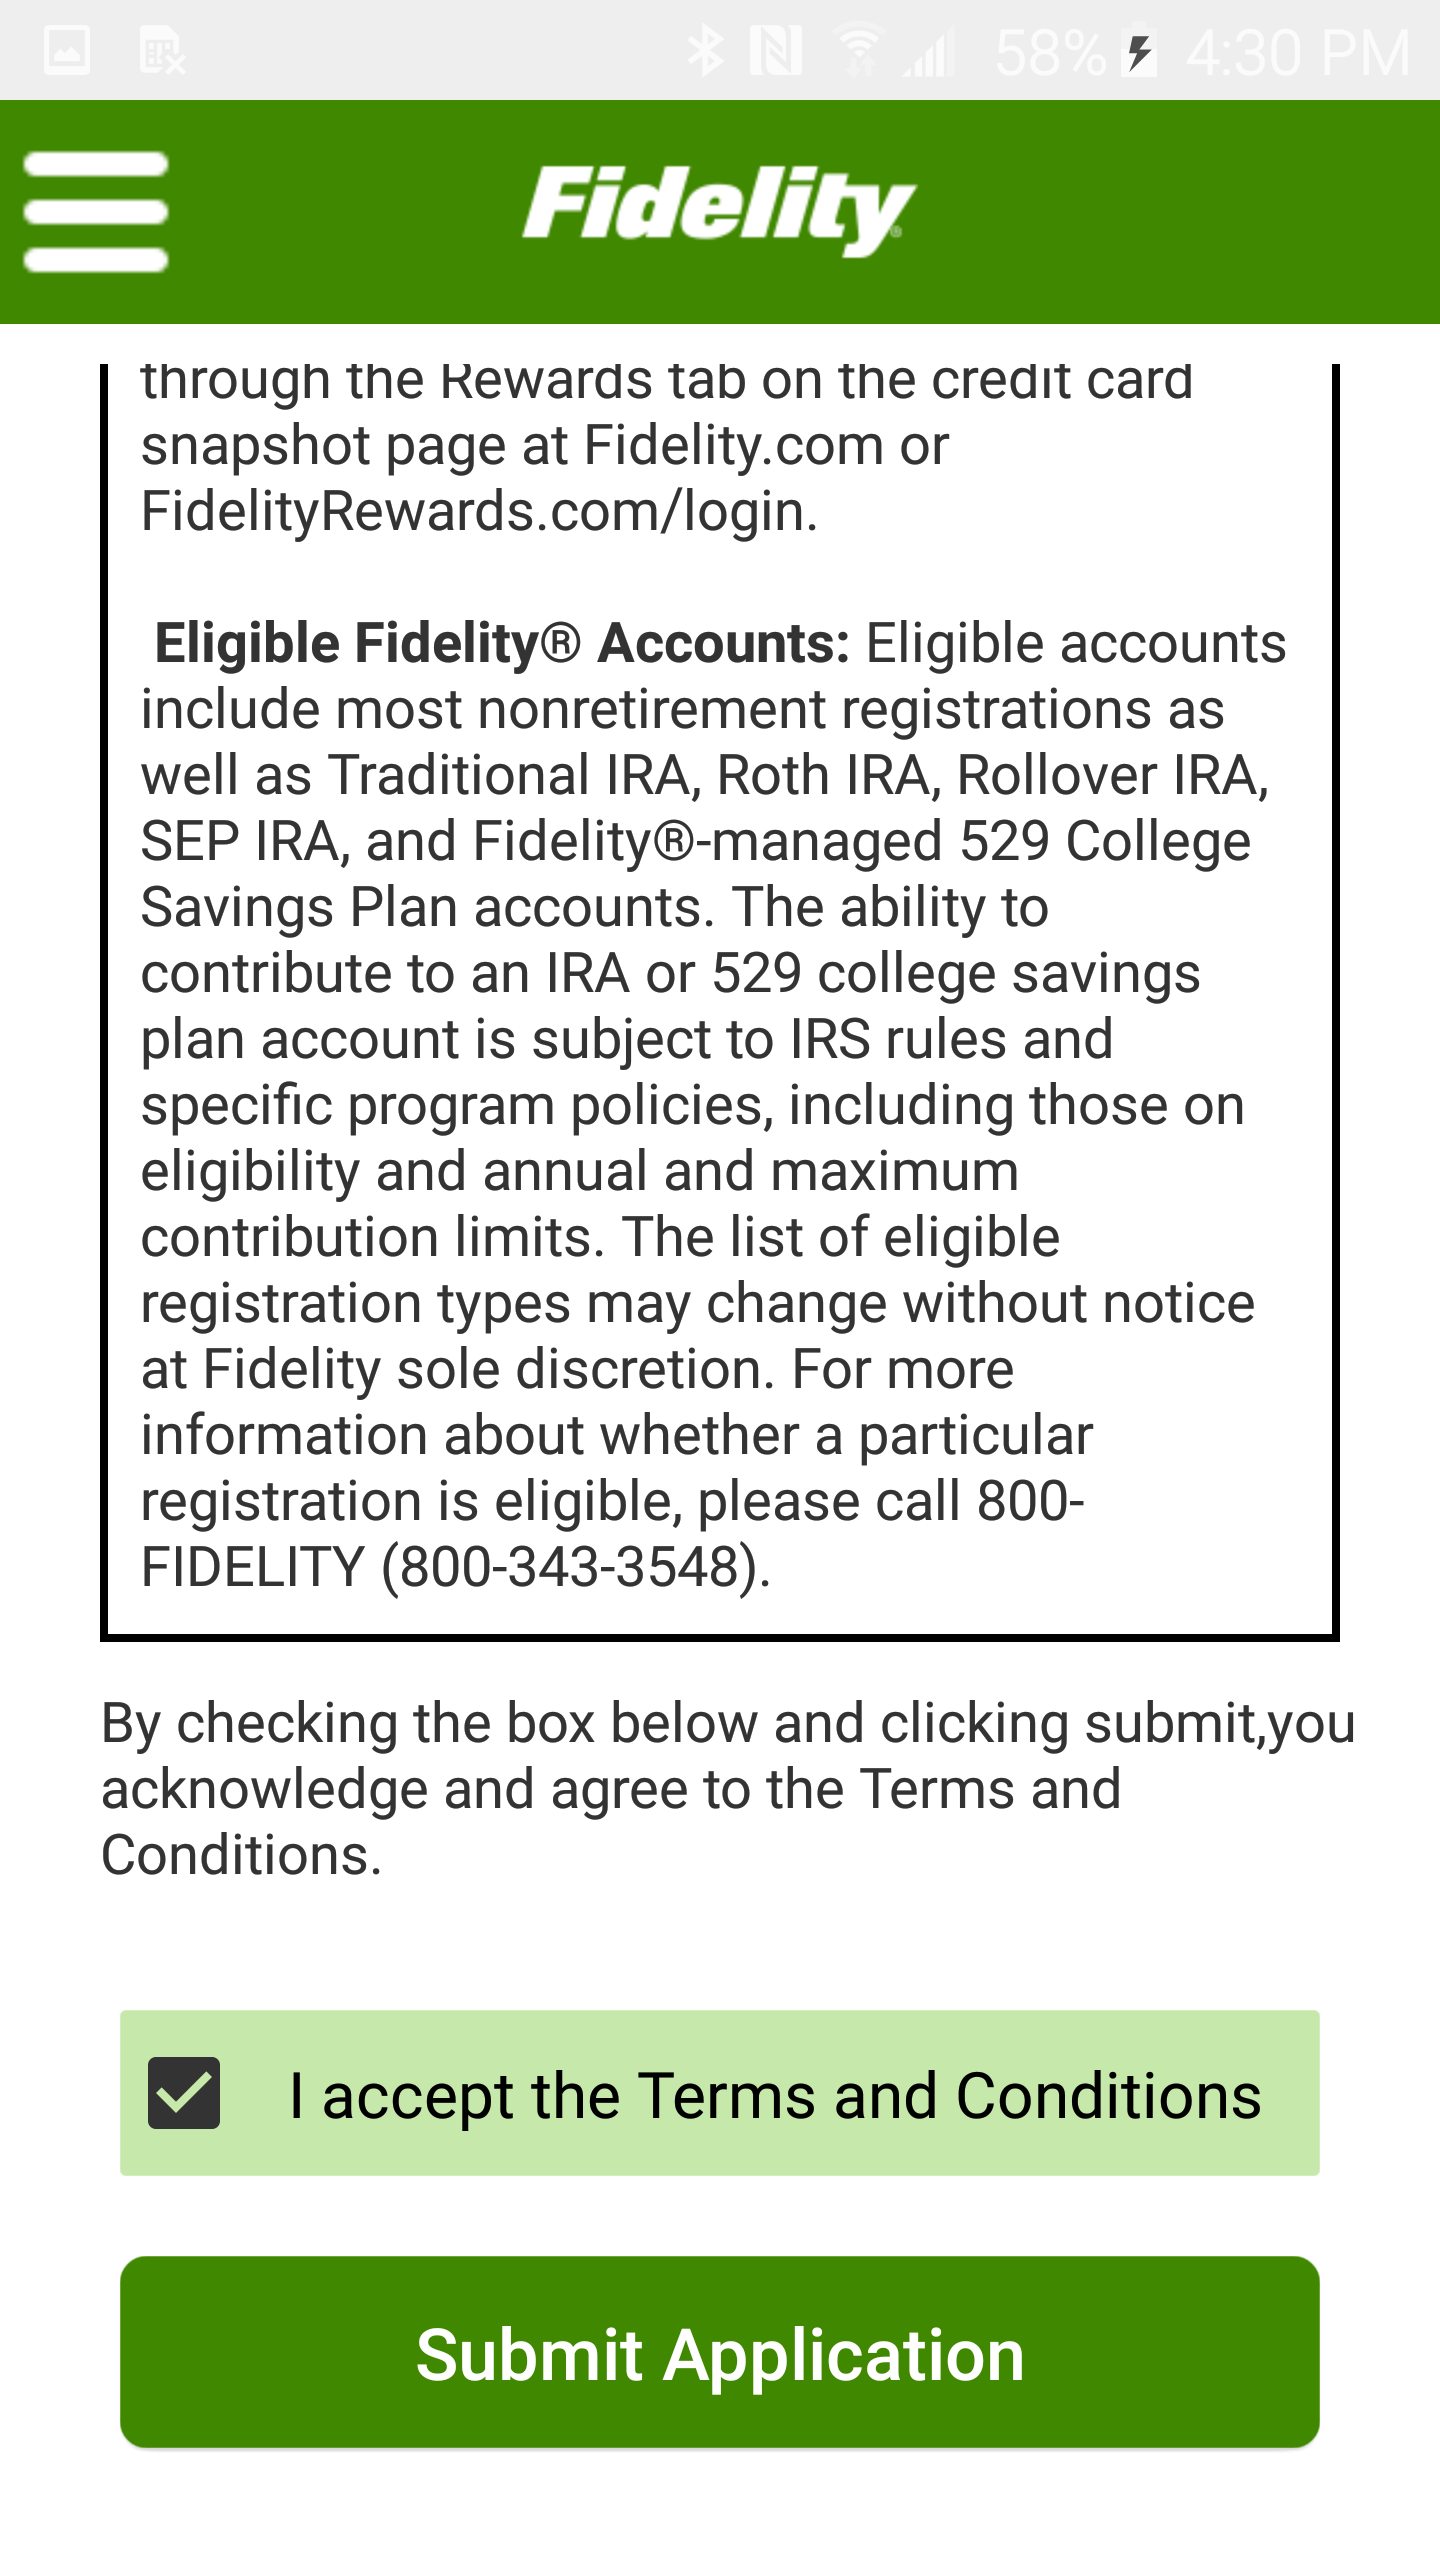 58% 4:30 PM
Fidelity®
through the Rewards tab on the credit card
snapshot page at Fidelity.com or
FidelityRewards.com/login.
Eligible Fidelity® Accounts: Eligible accounts
include most nonretirement registrations as
well as Traditional IRA, Roth IRA, Rollover IRA,
SEP IRA, and Fidelity®-managed 529 College
Savings Plan accounts. The ability to
contribute to an IRA or 529 college savings
plan account is subject to IRS rules and
specific program policies, including those on
eligibility and annual and maximum
contribution limits. The list of eligible
registration types may change without notice
at Fidelity sole discretion. For more
information about whether a particular
registration is eligible, please call 800-
FIDELITY (800-343-3548).
By checking the box below and clicking submit,you
acknowledge and agree to the Terms and
Conditions.
I accept the Terms and Conditions
Submit Application